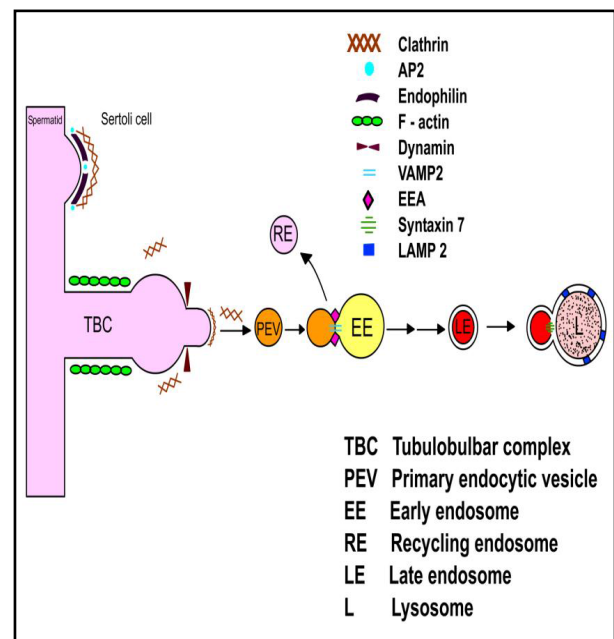 Clathrin
AP2
Endophilin
F - actin
Dynamin
VAMP2
EEA
Syntaxin 7
LAMP 2
Spermatid
Sertoli cell
RE
TBC
PEV
EE
LE
L
TBC Tubulobulbar complex
PEV Primary endocytic vesicle
EE Early endosome
RE Recycling endosome
LE Late endosome
L Lysosome